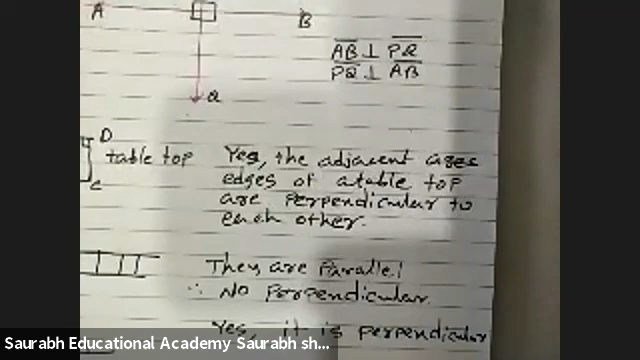 A
B
AB ⊥ PQ
PQ ⊥ AB
Q
D
table top
C
Yes, the adjacent
edges of a table top
are perpendicular to
each other.
They are Parallel
∴ No Perpendicular
Yes, it is perpendicular
Saurabh Educational Academy Saurabh sh...